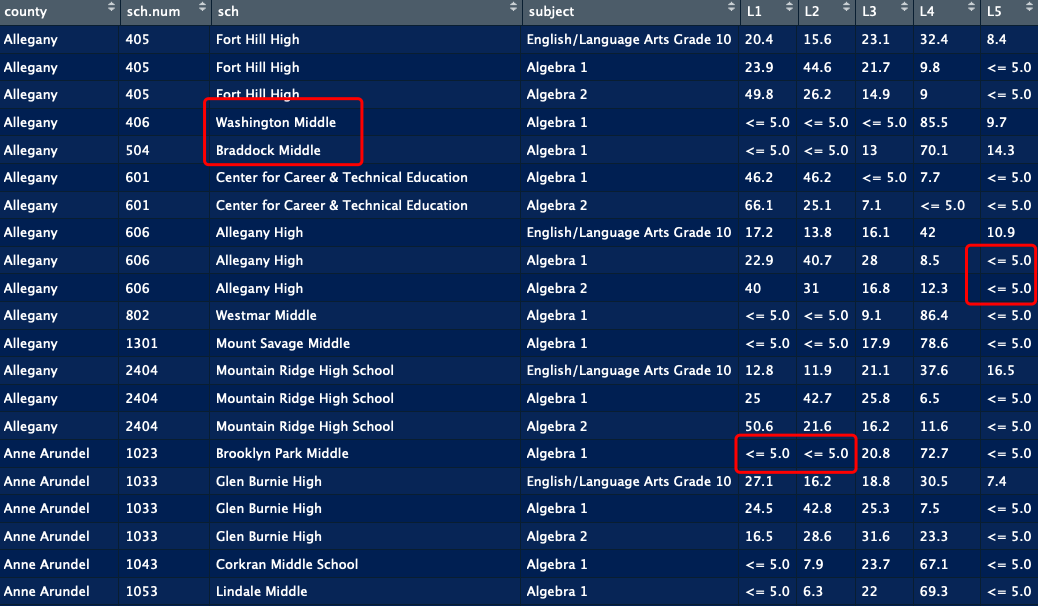 county sch.num sch subject L1 L2 L3 L4 L5
Allegany 405 Fort Hill High English/Language Arts Grade 10 20.4 15.6 23.1 32.4 8.4
Allegany 405 Fort Hill High Algebra 1 23.9 44.6 21.7 9.8 <= 5.0
Allegany 405 Fort Hill High Algebra 2 49.8 26.2 14.9 9 <= 5.0
Allegany 406 Washington Middle Algebra 1 <= 5.0 <= 5.0 <= 5.0 85.5 9.7
Allegany 504 Braddock Middle Algebra 1 <= 5.0 <= 5.0 13 70.1 14.3
Allegany 601 Center for Career & Technical Education Algebra 1 46.2 46.2 <= 5.0 7.7 <= 5.0
Allegany 601 Center for Career & Technical Education Algebra 2 66.1 25.1 7.1 <= 5.0 <= 5.0
Allegany 606 Allegany High English/Language Arts Grade 10 17.2 13.8 16.1 42 10.9
Allegany 606 Allegany High Algebra 1 22.9 40.7 28 8.5 <= 5.0
Allegany 606 Allegany High Algebra 2 40 31 16.8 12.3 <= 5.0
Allegany 802 Westmar Middle Algebra 1 <= 5.0 <= 5.0 9.1 86.4 <= 5.0
Allegany 1301 Mount Savage Middle Algebra 1 <= 5.0 <= 5.0 17.9 78.6 <= 5.0
Allegany 2404 Mountain Ridge High School English/Language Arts Grade 10 12.8 11.9 21.1 37.6 16.5
Allegany 2404 Mountain Ridge High School Algebra 1 25 42.7 25.8 6.5 <= 5.0
Allegany 2404 Mountain Ridge High School Algebra 2 50.6 21.6 16.2 11.6 <= 5.0
Anne Arundel 1023 Brooklyn Park Middle Algebra 1 <= 5.0 <= 5.0 20.8 72.7 <= 5.0
Anne Arundel 1033 Glen Burnie High English/Language Arts Grade 10 27.1 16.2 18.8 30.5 7.4
Anne Arundel 1033 Glen Burnie High Algebra 1 24.5 42.8 25.3 7.5 <= 5.0
Anne Arundel 1033 Glen Burnie High Algebra 2 16.5 28.6 31.6 23.3 <= 5.0
Anne Arundel 1043 Corkran Middle School Algebra 1 <= 5.0 7.9 23.7 67.1 <= 5.0
Anne Arundel 1053 Lindale Middle Algebra 1 <= 5.0 6.3 22 69.3 <= 5.0